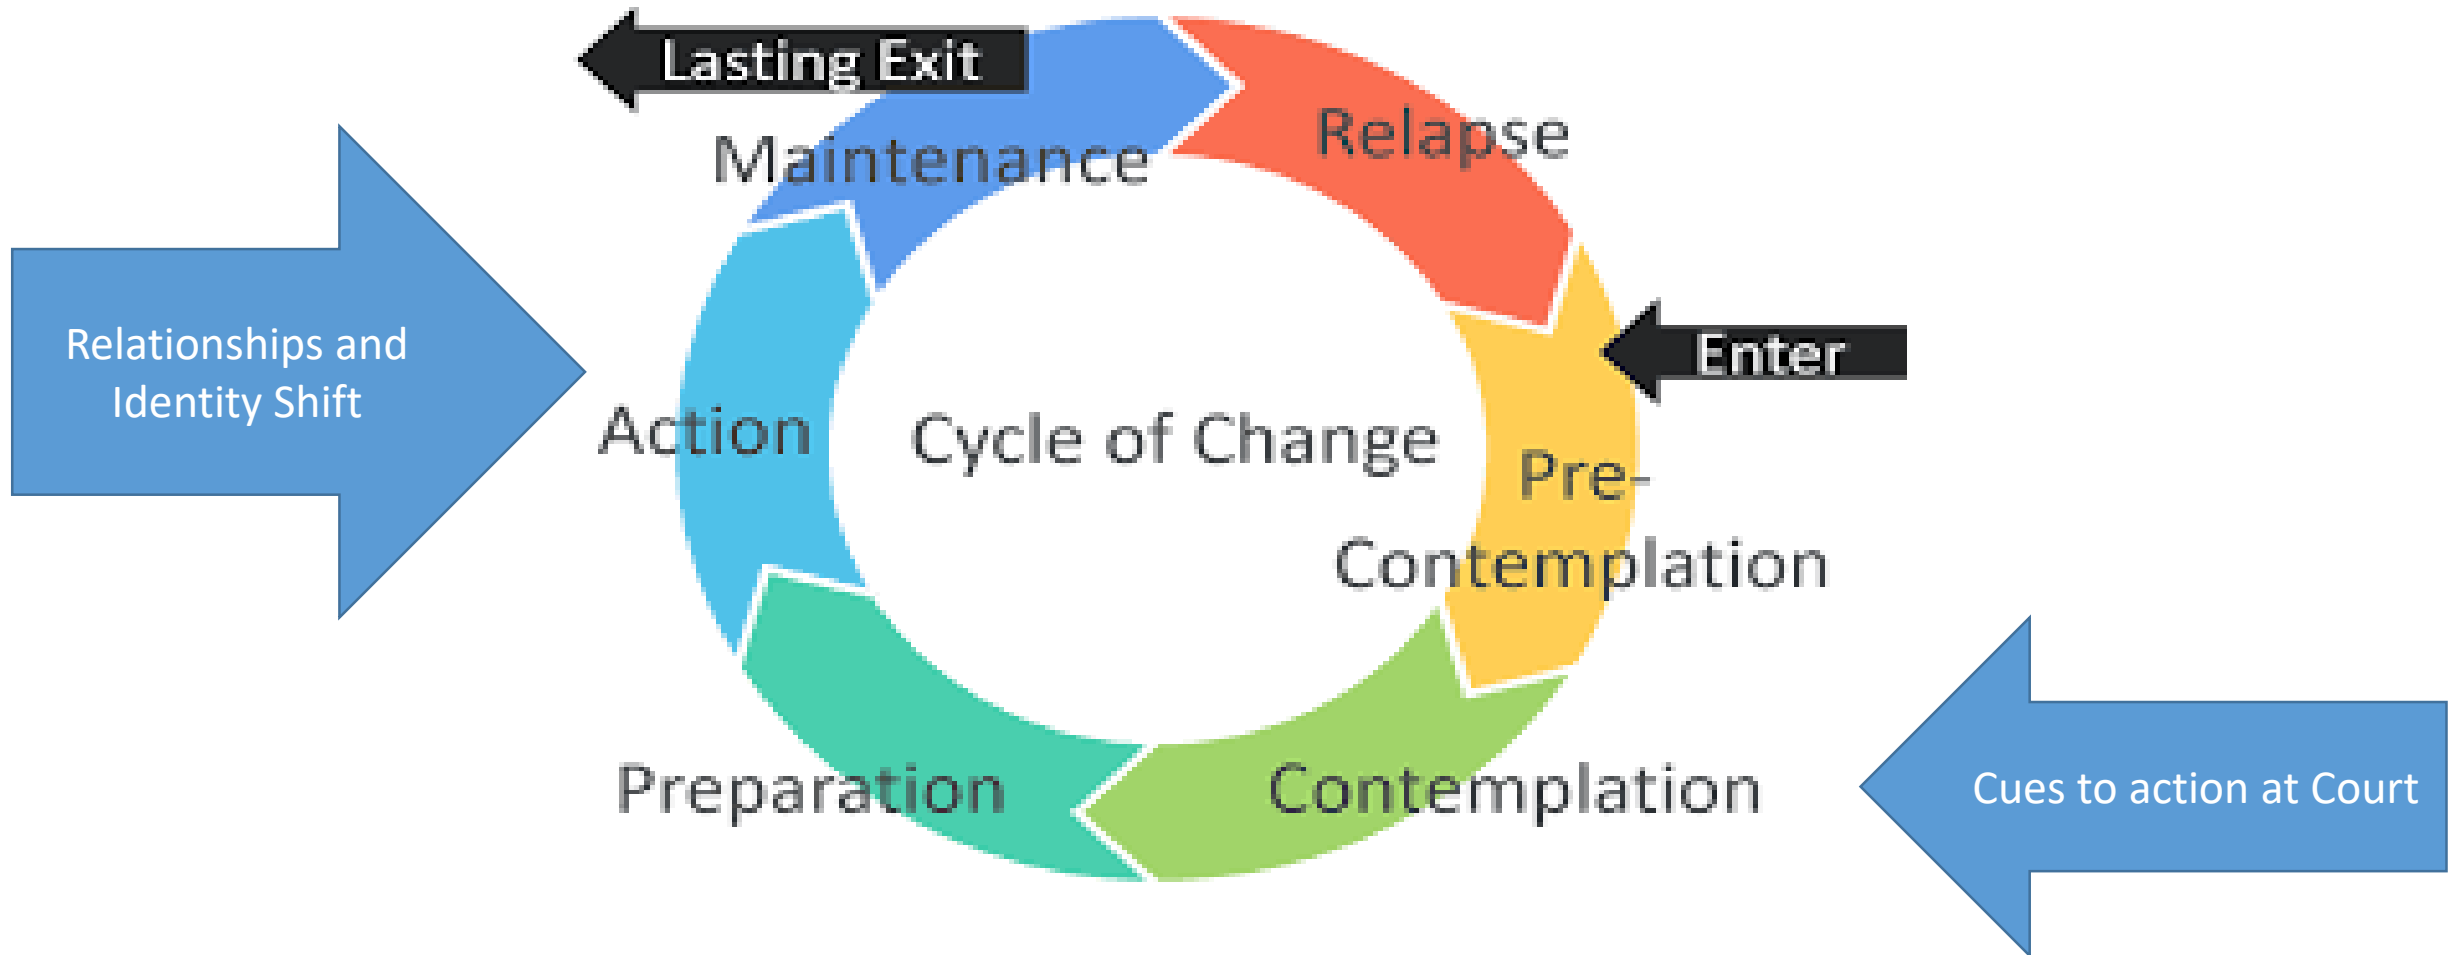 Lasting Exit
Relapse
Maintenance
Relationships and
Identity Shift
Enter
Action
Cycle of Change
Pre-
Contemplation
Preparation
Contemplation
Cues to action at Court